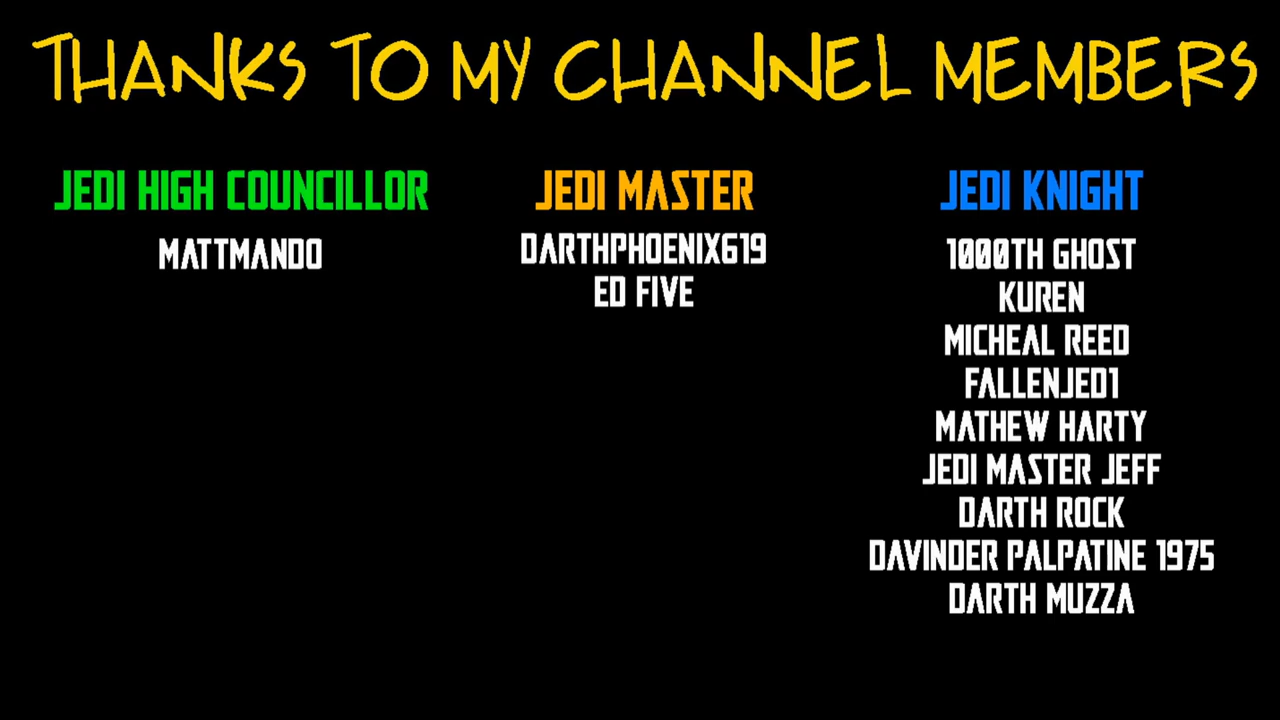 THANKS TO MY CHANNEL MEMBERS
JEDI HIGH COUNCILLOR
MATTMANDO
JEDI MASTER
DARTHPHOENIX619
ED FIVE
JEDI KNIGHT
1000TH GHOST
KUREN
MICHEAL REED
FALLENJED1
MATHEW HARTY
JEDI MASTER JEFF
DARTH ROCK
DAVINDER PALPATINE 1975
DARTH MUZZA